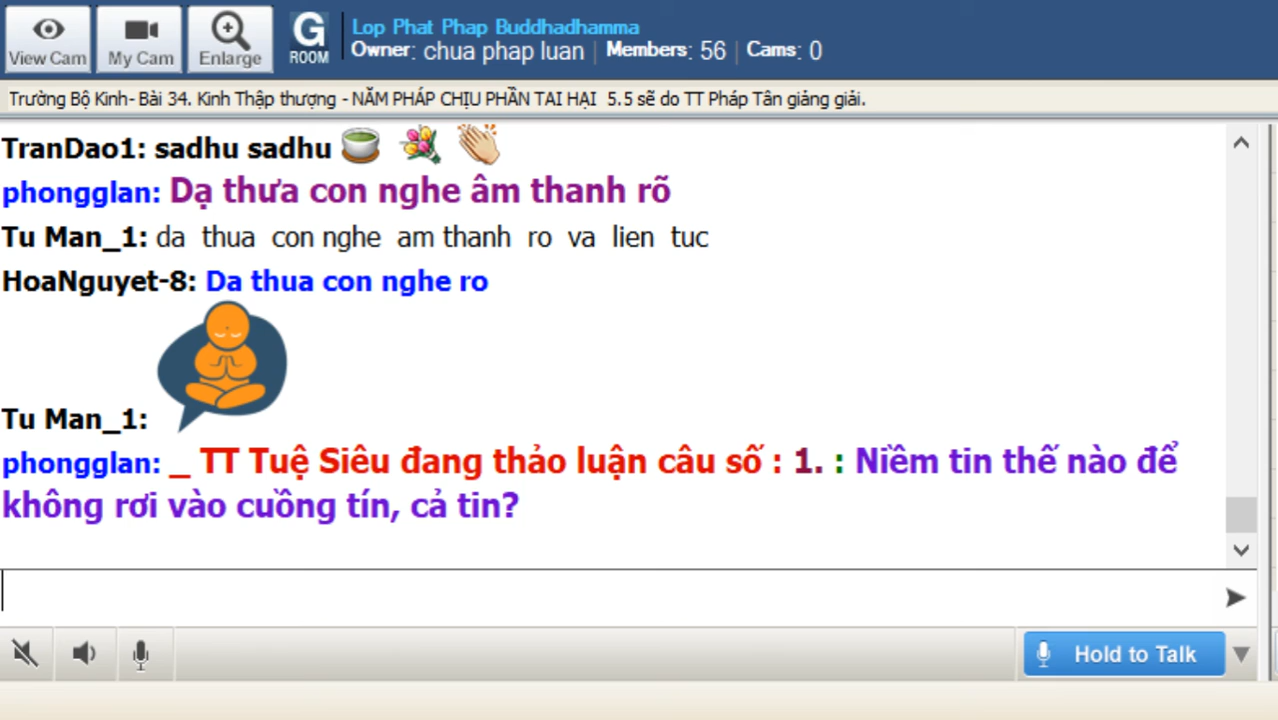 View Cam
My Cam
Enlarge
G
ROOM
Lop Phat Phap Buddhadhamma
Owner: chua phap luan | Members: 56 | Cams: 0
Trường Bộ Kinh- Bài 34. Kinh Thập thượng - NĂM PHÁP CHỊU PHẦN TAI HẠI 5.5 sẽ do TT Pháp Tân giảng giải.
TranDao1: sadhu sadhu
phongglan: Dạ thưa con nghe âm thanh rõ
Tu Man_1: da thua con nghe am thanh ro va lien tuc
HoaNguyet-8: Da thua con nghe ro
Tu Man_1:
phongglan: _ TT Tuệ Siêu đang thảo luận câu số : 1. : Niềm tin thế nào để
không rơi vào cuồng tín, cả tin?
Hold to Talk